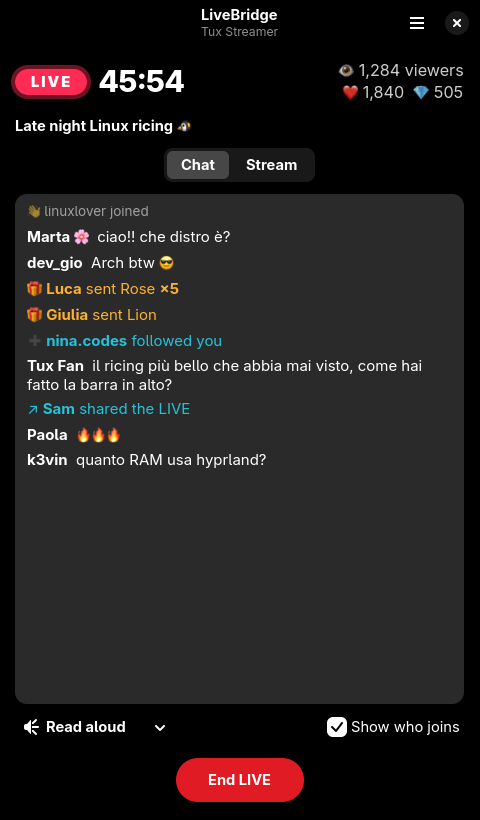 LiveBridge
Tux Streamer
LIVE 45:54
👁️ 1,284 viewers
❤️ 1,840 💎 505
Late night Linux ricing
Chat Stream
👋 linuxlover joined
Marta 🌸 ciao!! che distro è?
dev_gio Arch btw 😎
🎁 Luca sent Rose ×5
🎁 Giulia sent Lion
➕ nina.codes followed you
Tux Fan il ricing più bello che abbia mai visto, come hai
fatto la barra in alto?
↗ Sam shared the LIVE
Paola 🔥🔥🔥
k3vin quanto RAM usa hyprland?
Read aloud
Show who joins
End LIVE